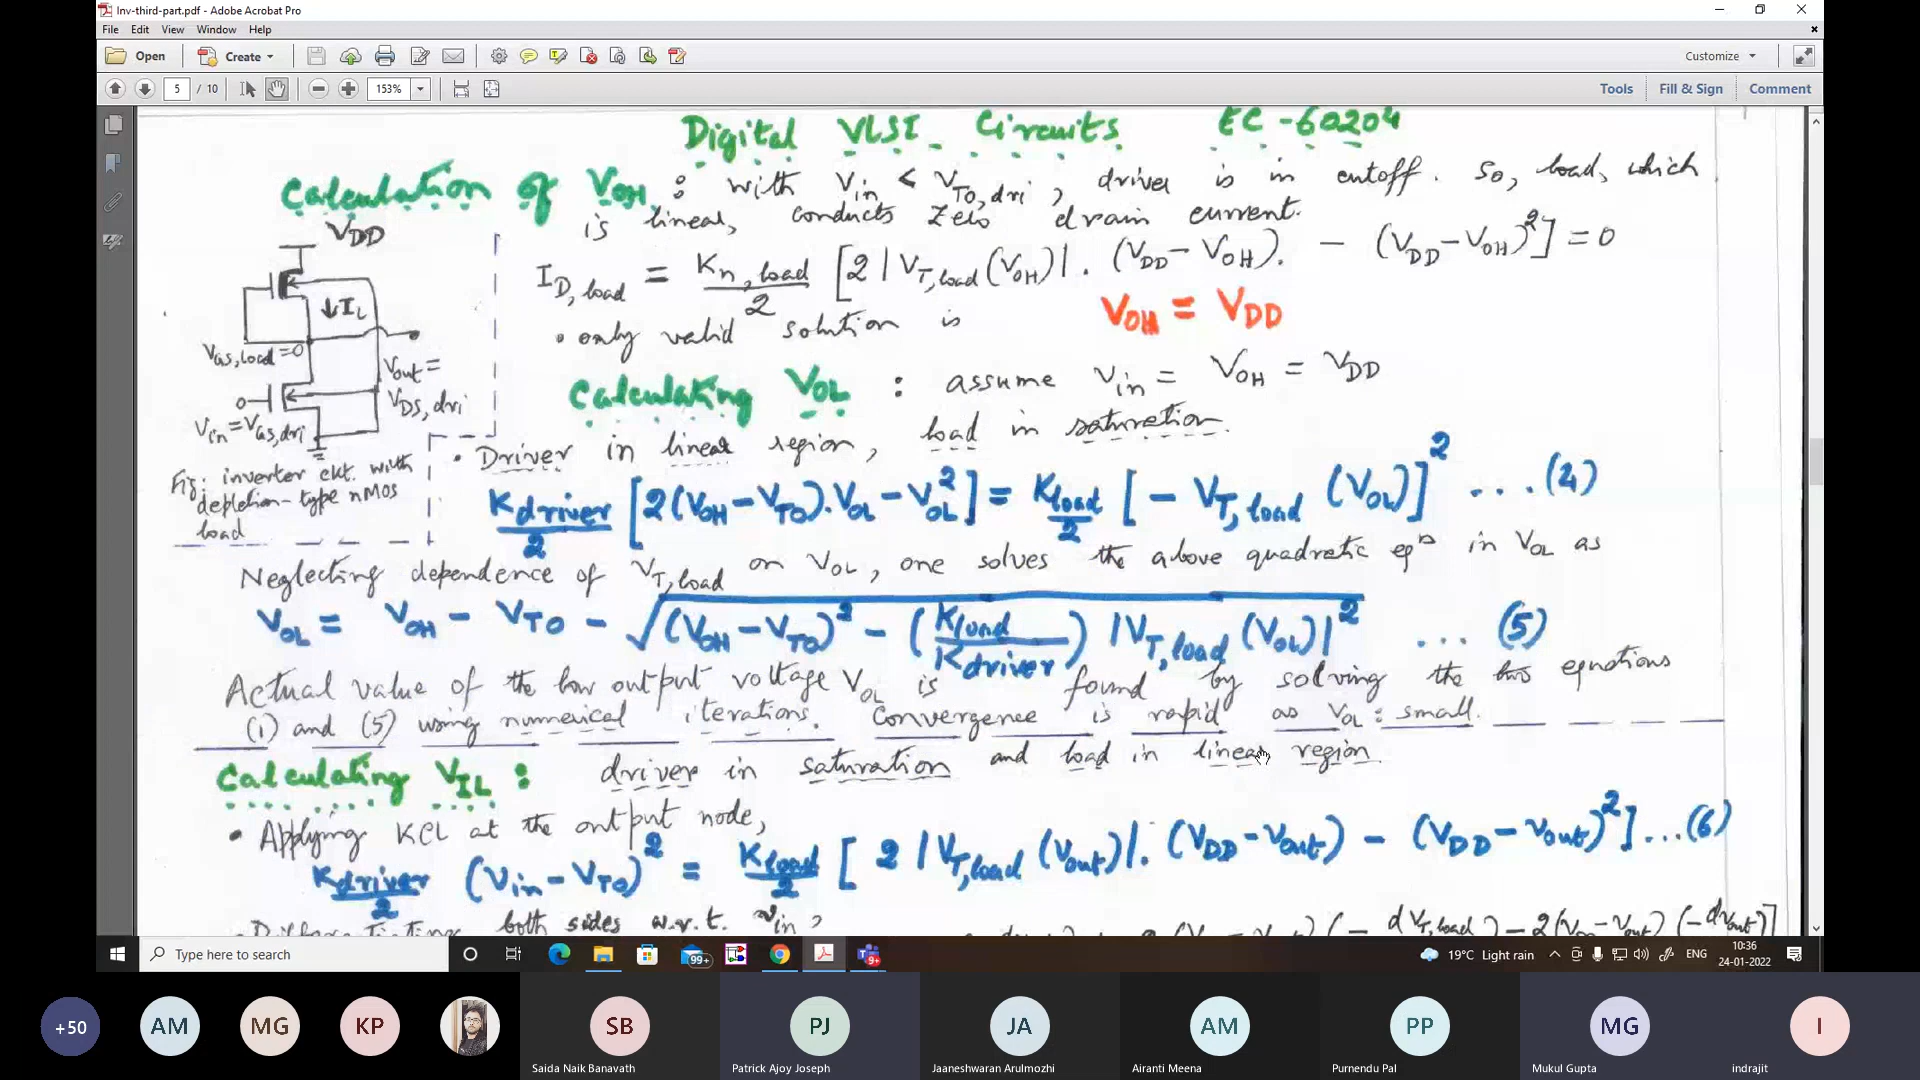 Inv-third-part.pdf - Adobe Acrobat Pro
File Edit View Window Help
Open Create Customize
5 / 10 153% Tools Fill & Sign Comment
Digital VLSI Circuits EC-60204
Calculation of VOH : with Vin < VTO,dri , driver is in cutoff. So, load, which
is linear, conducts zero drain current.
ID,load = Kn,load/2 [2 |VT,load(VOH)| . (VDD - VOH). - (VDD - VOH)²] = 0
• only valid solution is VOH = VDD
VDD
↓IL
VGS,load = 0
Vout =
VDS,dri
Vin = VGS,dri
Fig: inverter ckt. with
depletion-type nMOS
load
Calculating VOL : assume Vin = VOH = VDD
• Driver in linear region, load in saturation.
Kdriver/2 [2(VOH - VTO).VOL - VOL²] = Kload/2 [- VT,load (VOL)]² ... (4)
Neglecting dependence of VT,load on VOL, one solves the above quadratic eqn in VOL as
VOL = VOH - VTO - √(VOH - VTO)² - (Kload/Kdriver) |VT,load (VOL)|² ... (5)
Actual value of the low output voltage VOL is found by solving the two equations
(1) and (5) using numerical iterations. Convergence is rapid as VOL : small.
Calculating VIL : driver in saturation and load in linear region.
• Applying KCL at the output node,
Kdriver/2 (Vin - VTO)² = Kload/2 [ 2 |VT,load (Vout)|. (VDD - Vout) - (VDD - Vout)²] ...(6)
both sides w.r.t. Vin,
Type here to search 99+ 9+ 19°C Light rain ENG 10:36
24-01-2022
+50 AM MG KP SB PJ JA AM PP MG I
Saida Naik Banavath Patrick Ajoy Joseph Jaaneshwaran Arulmozhi Airanti Meena Purnendu Pal Mukul Gupta indrajit